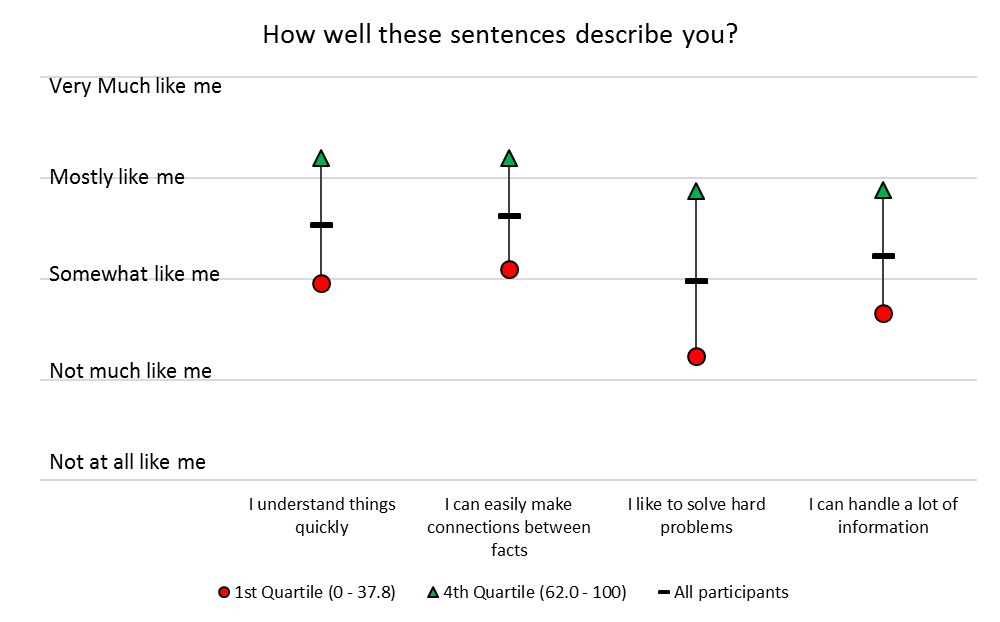 How well these sentences describe you?
Very Much like me
Mostly like me
Somewhat like me
Not much like me
Not at all like me
I understand things
quickly
I can easily make
connections between
facts
I like to solve hard
problems
I can handle a lot of
information
1st Quartile (0 - 37.8)
4th Quartile (62.0 - 100)
All participants